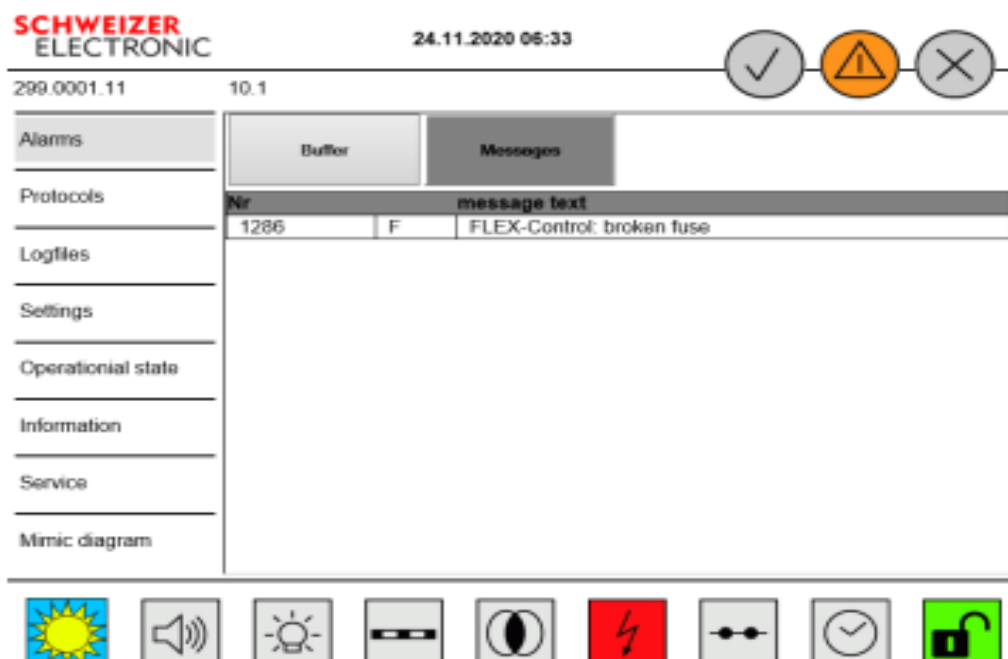 SCHWEIZER
ELECTRONIC
24.11.2020 06:33
299.0001.11 10.1
Alarms
Protocols
Logfiles
Settings
Operationial state
Information
Service
Mimic diagram
Buffer Messages
Nr message text
1286 F FLEX-Control: broken fuse